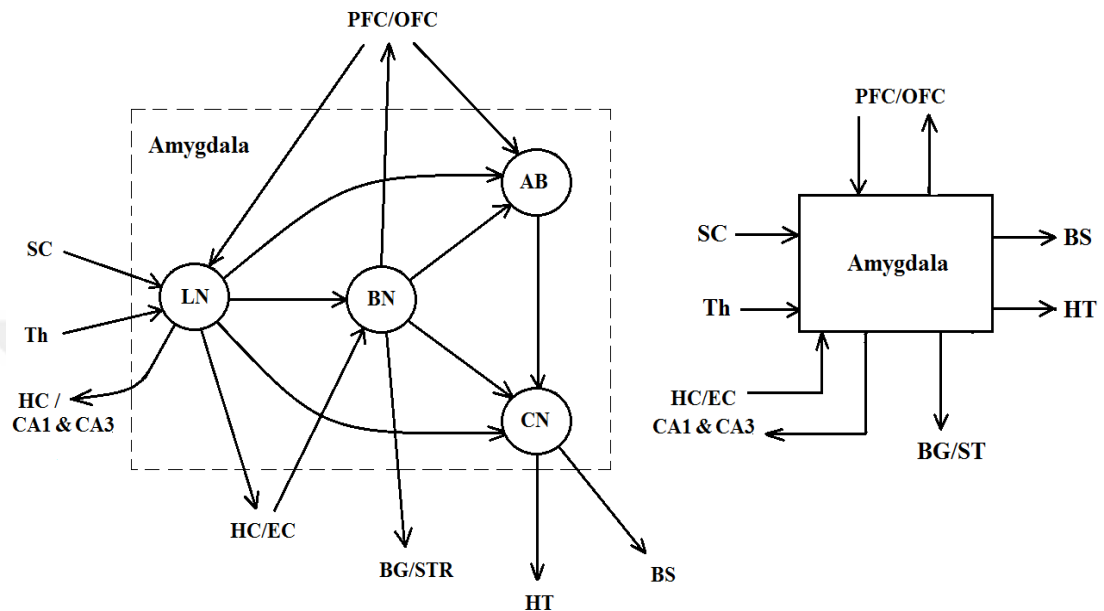 PFC/OFC
Amygdala
AB
SC
LN
BN
Th
HC /
CA1 & CA3
CN
HC/EC
BG/STR
BS
HT
PFC/OFC
SC
BS
Amygdala
Th
HT
HC/EC
CA1 & CA3
BG/ST